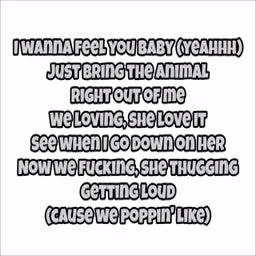 I wanna feel you baby (yeahhh)
Just bring the animal
Right out of me
We loving, she love it
See when I go down on her
Now we fucking, she thugging
Getting loud
(Cause we poppin' like)